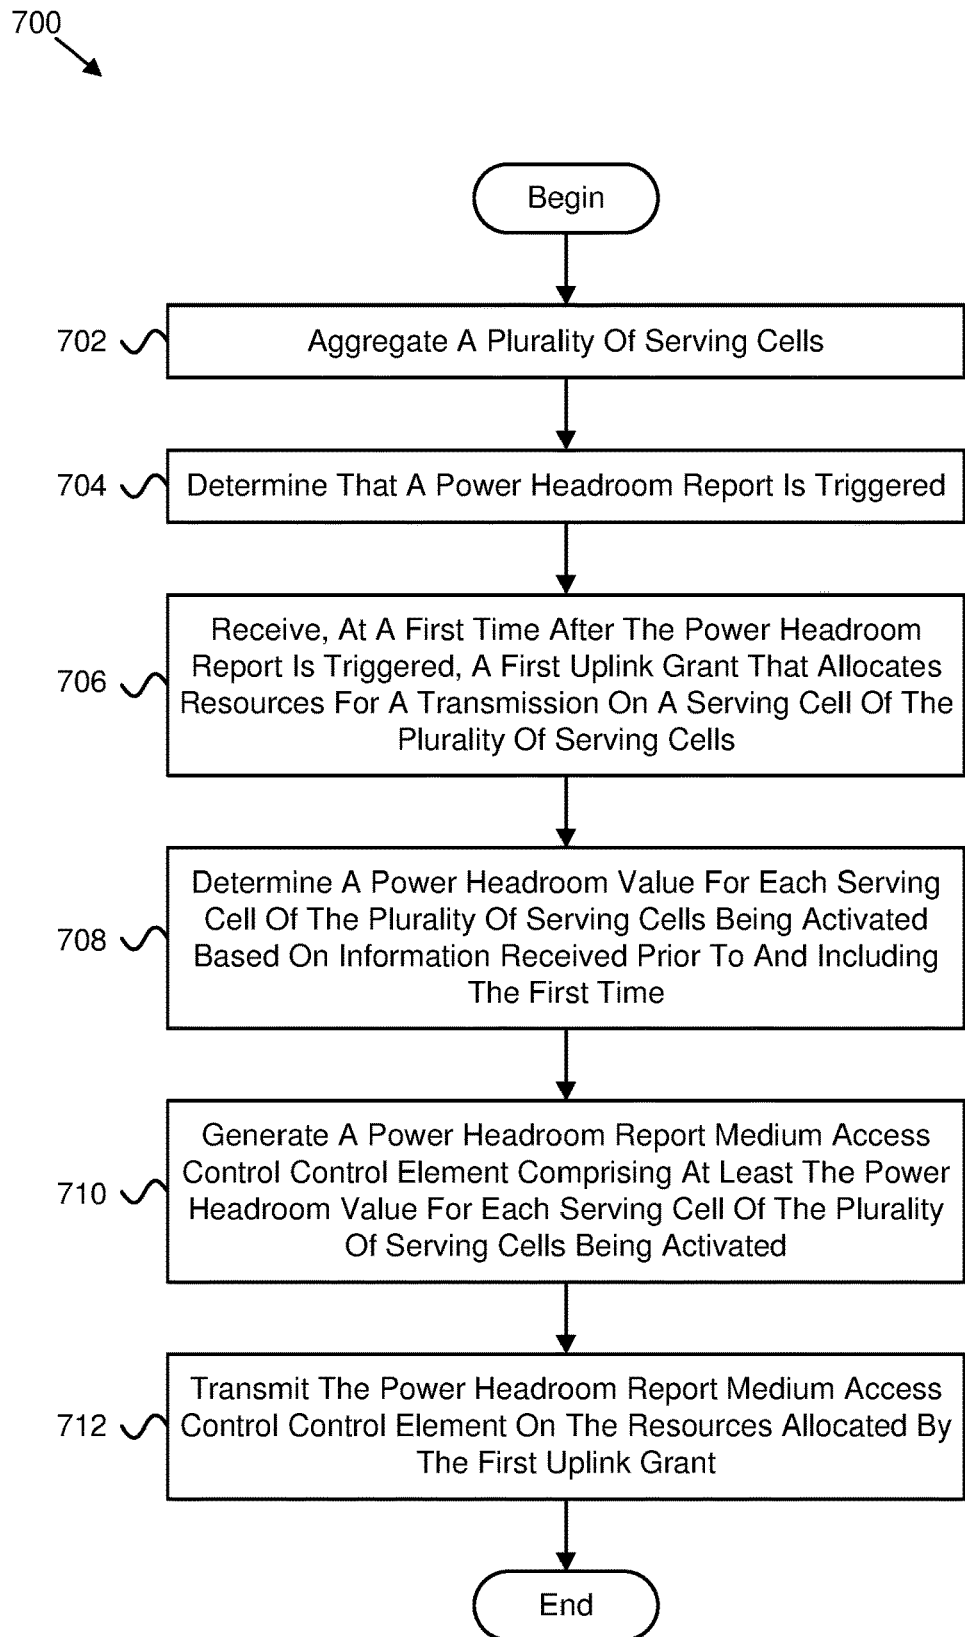 700
Begin
702
Aggregate A Plurality Of Serving Cells
704
Determine That A Power Headroom Report Is Triggered
706
Receive, At A First Time After The Power Headroom
Report Is Triggered, A First Uplink Grant That Allocates
Resources For A Transmission On A Serving Cell Of The
Plurality Of Serving Cells
708
Determine A Power Headroom Value For Each Serving
Cell Of The Plurality Of Serving Cells Being Activated
Based On Information Received Prior To And Including
The First Time
710
Generate A Power Headroom Report Medium Access
Control Control Element Comprising At Least The Power
Headroom Value For Each Serving Cell Of The Plurality
Of Serving Cells Being Activated
712
Transmit The Power Headroom Report Medium Access
Control Control Element On The Resources Allocated By
The First Uplink Grant
End